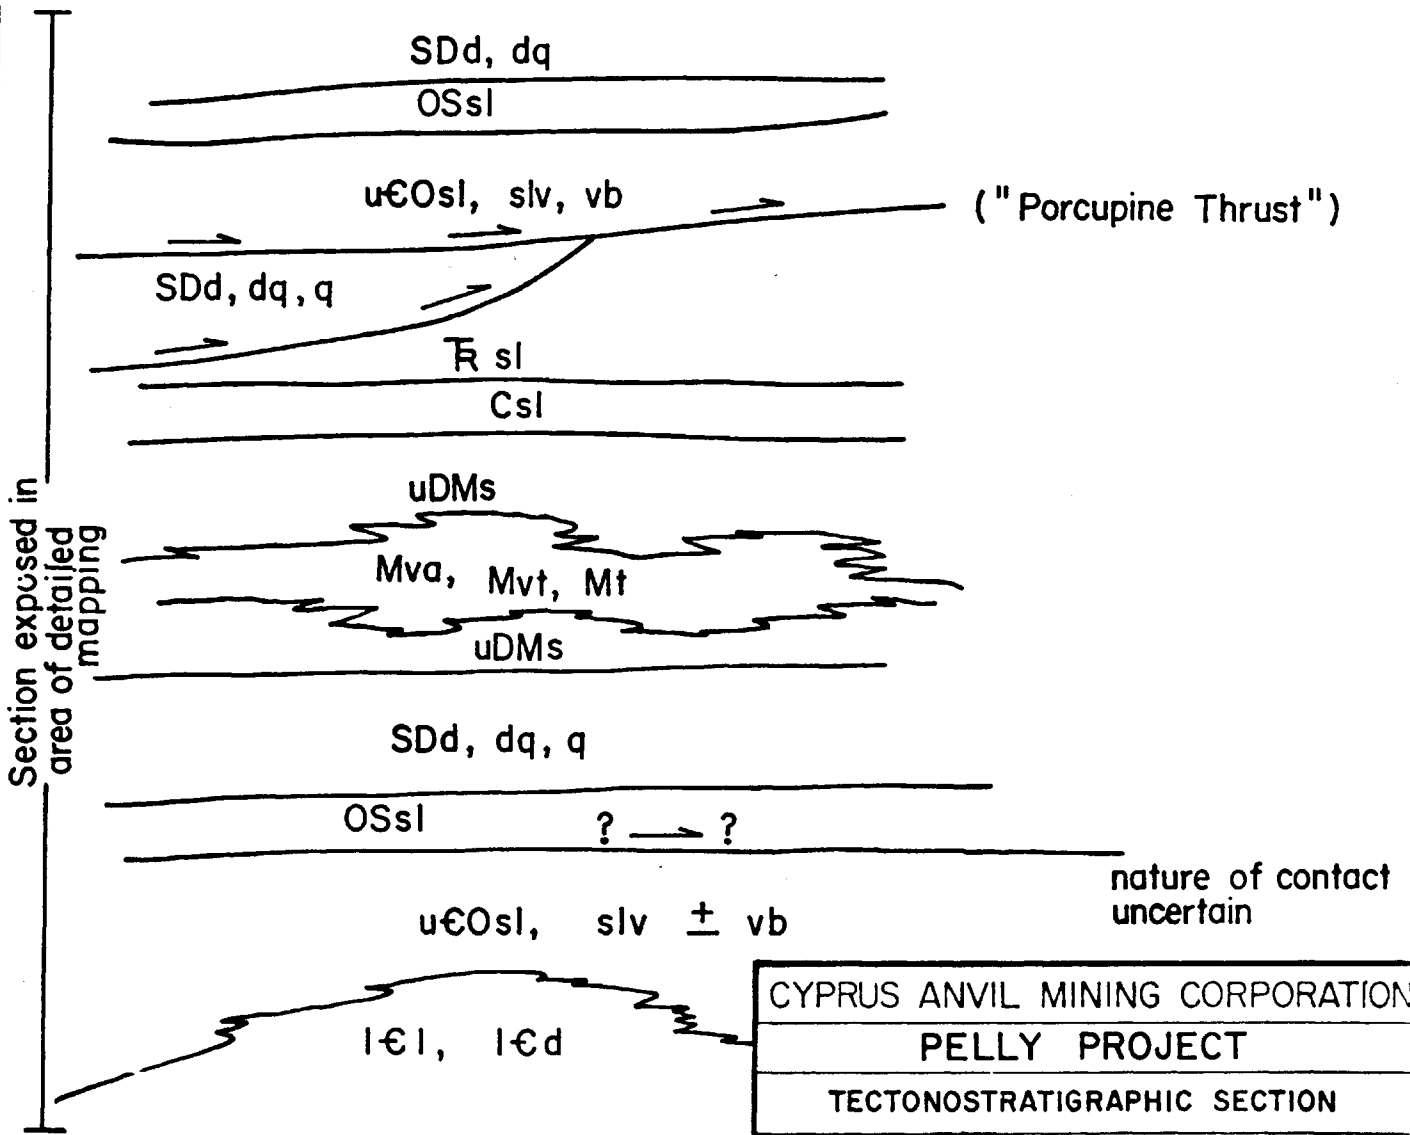 SDd, dq
OSsl
u€Osl, slv, vb
("Porcupine Thrust")
SDd, dq, q
TR sl
Csl
uDMs
Mva, Mvt, Mt
uDMs
SDd, dq, q
OSsl
? ?
nature of contact
uncertain
u€Osl, slv ± vb
l€l, l€d
Section exposed in
area of detailed
mapping
CYPRUS ANVIL MINING CORPORATION
PELLY PROJECT
TECTONOSTRATIGRAPHIC SECTION